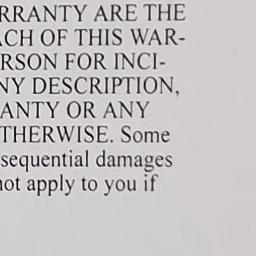 RRANTY ARE THE
ACH OF THIS WAR-
RSON FOR INCI-
NY DESCRIPTION,
ANTY OR ANY
THERWISE. Some
sequential damages
not apply to you if